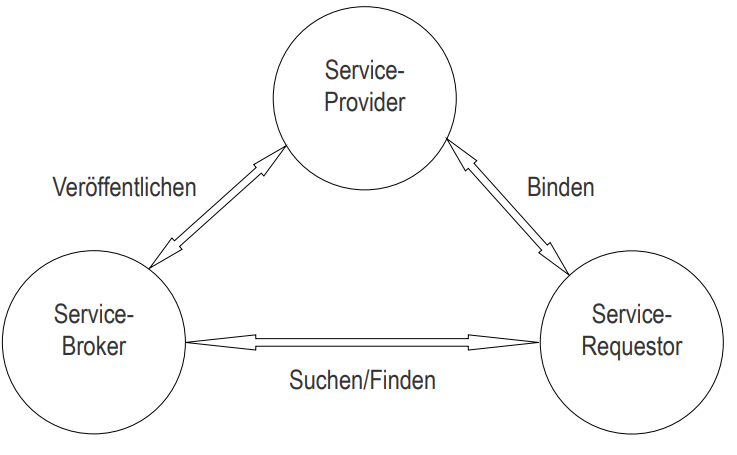 Service-
Provider
Veröffentlichen
Binden
Service-
Broker
Service-
Requestor
Suchen/Finden